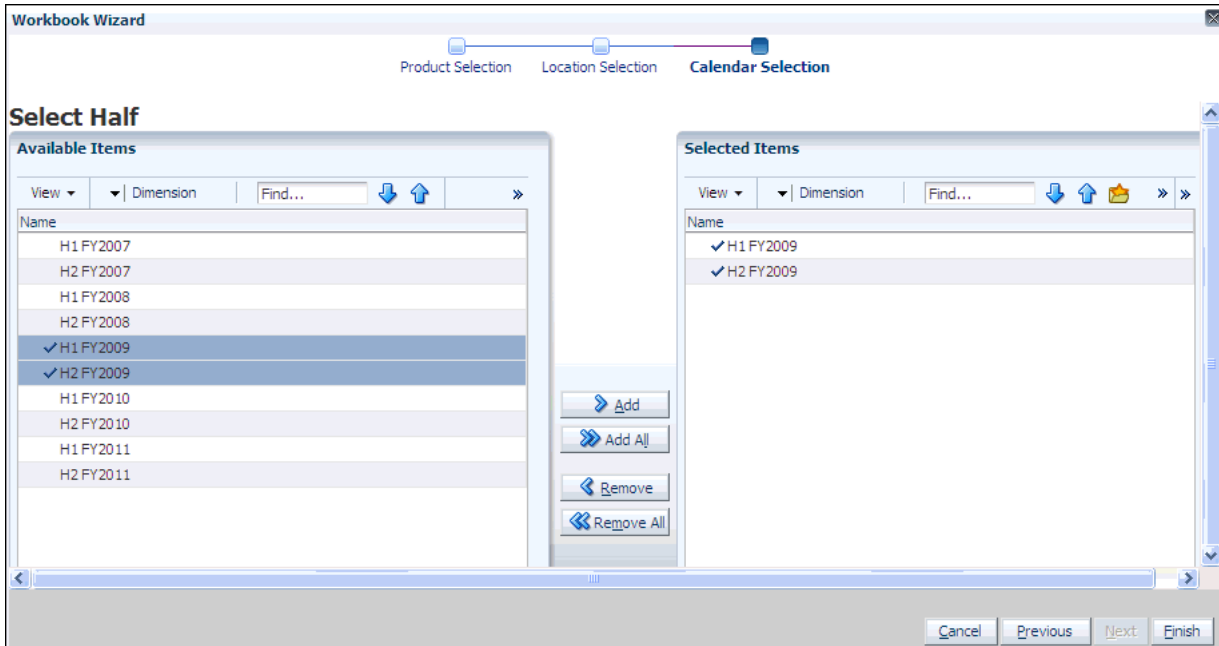 Workbook Wizard
Product Selection Location Selection Calendar Selection
Select Half
Available Items
View Dimension Find...
Name
H1 FY2007
H2 FY2007
H1 FY2008
H2 FY2008
H1 FY2009
H2 FY2009
H1 FY2010
H2 FY2010
H1 FY2011
H2 FY2011
Add
Add All
Remove
Remove All
Selected Items
View Dimension Find...
Name
H1 FY2009
H2 FY2009
Cancel Previous Next Finish